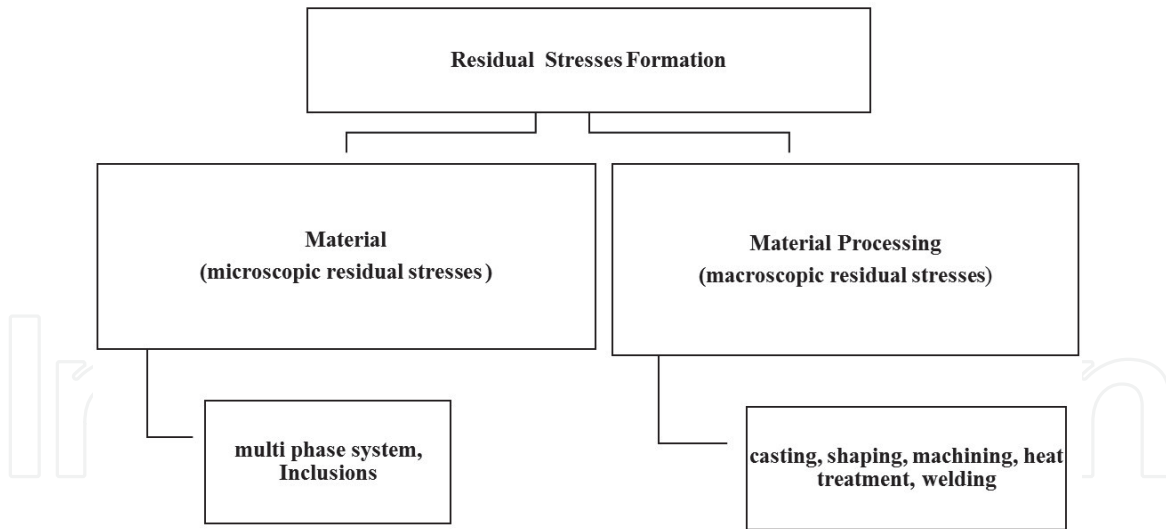 Residual Stresses Formation
Material
(microscopic residual stresses )
Material Processing
(macroscopic residual stresses)
multi phase system,
Inclusions
casting, shaping, machining, heat
treatment, welding